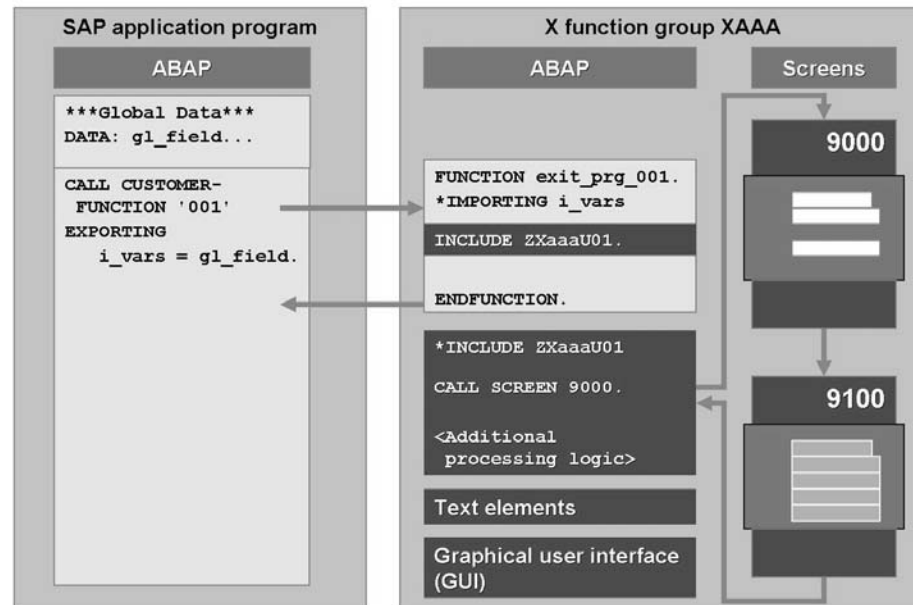 SAP application program
ABAP
***Global Data***
DATA: gl_field...
CALL CUSTOMER-
FUNCTION '001'
EXPORTING
i_vars = gl_field.
X function group XAAA
ABAP
FUNCTION exit_prg_001.
*IMPORTING i_vars
INCLUDE ZXaaaU01.
ENDFUNCTION.
*INCLUDE ZXaaaU01
CALL SCREEN 9000.
<Additional
processing logic>
Text elements
Graphical user interface
(GUI)
Screens
9000
9100